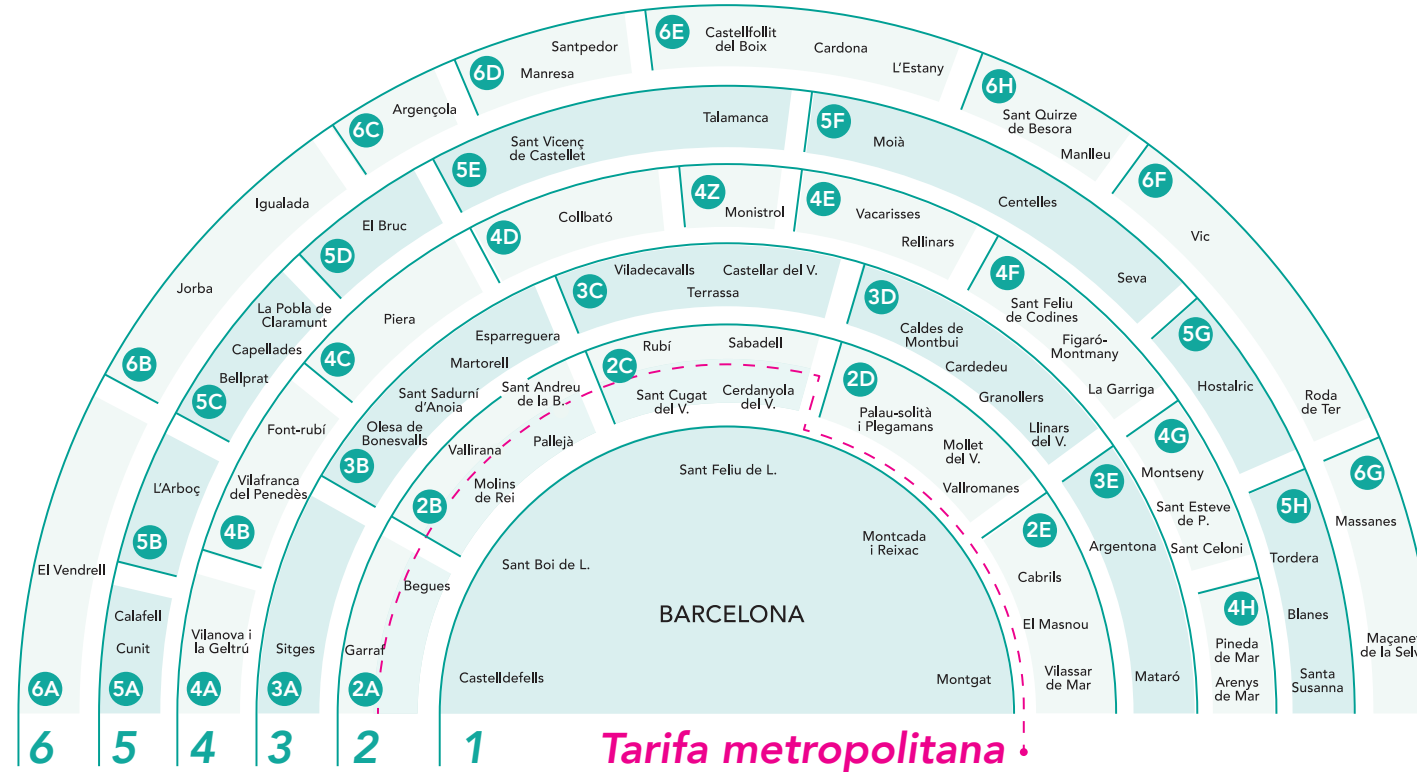 6E
Castellfollit
del Boix
Cardona
L'Estany
6D
Santpedor
Manresa
6H
Sant Quirze
de Besora
Manlleu
6C
Argençola
6F
Vic
Roda
de Ter
6B
Jorba
Igualada
6A
El Vendrell
6G
Massanes
5E
Sant Vicenç
de Castellet
Talamanca
5F
Moià
Centelles
Seva
5D
El Bruc
5G
Hostalric
5C
La Pobla de
Claramunt
Capellades
Bellprat
5B
L'Arboç
5A
Calafell
Cunit
5H
Tordera
Blanes
Santa
Susanna
4D
Collbató
4Z
Monistrol
4E
Vacarisses
Rellinars
4F
Sant Feliu
de Codines
Figaró-
Montmany
La Garriga
4C
Piera
4B
Font-rubí
Vilafranca
del Penedès
4A
Vilanova i
la Geltrú
4G
Montseny
Sant Esteve
de P.
Sant Celoni
4H
Pineda
de Mar
Arenys
de Mar
3C
Viladecavalls
Castellar del V.
Terrassa
3D
Caldes de
Montbui
Cardedeu
Granollers
Llinars
del V.
3B
Esparreguera
Martorell
Sant Sadurní
d'Anoia
Olesa de
Bonesvalls
3A
Sitges
3E
Argentona
Mataró
2C
Rubí
Sabadell
Sant Cugat
del V.
Cerdanyola
del V.
2D
Palau-solità
i Plegamans
Mollet
del V.
Vallromanes
2B
Sant Andreu
de la B.
Vallirana
Pallejà
Molins
de Rei
2A
Begues
Garraf
2E
Cabrils
El Masnou
Vilassar
de Mar
Sant Feliu de L.
Montcada
i Reixac
Sant Boi de L.
BARCELONA
Castelldefells
Montgat
de la
6 5 4 3 2 1
Tarifa metropolitana